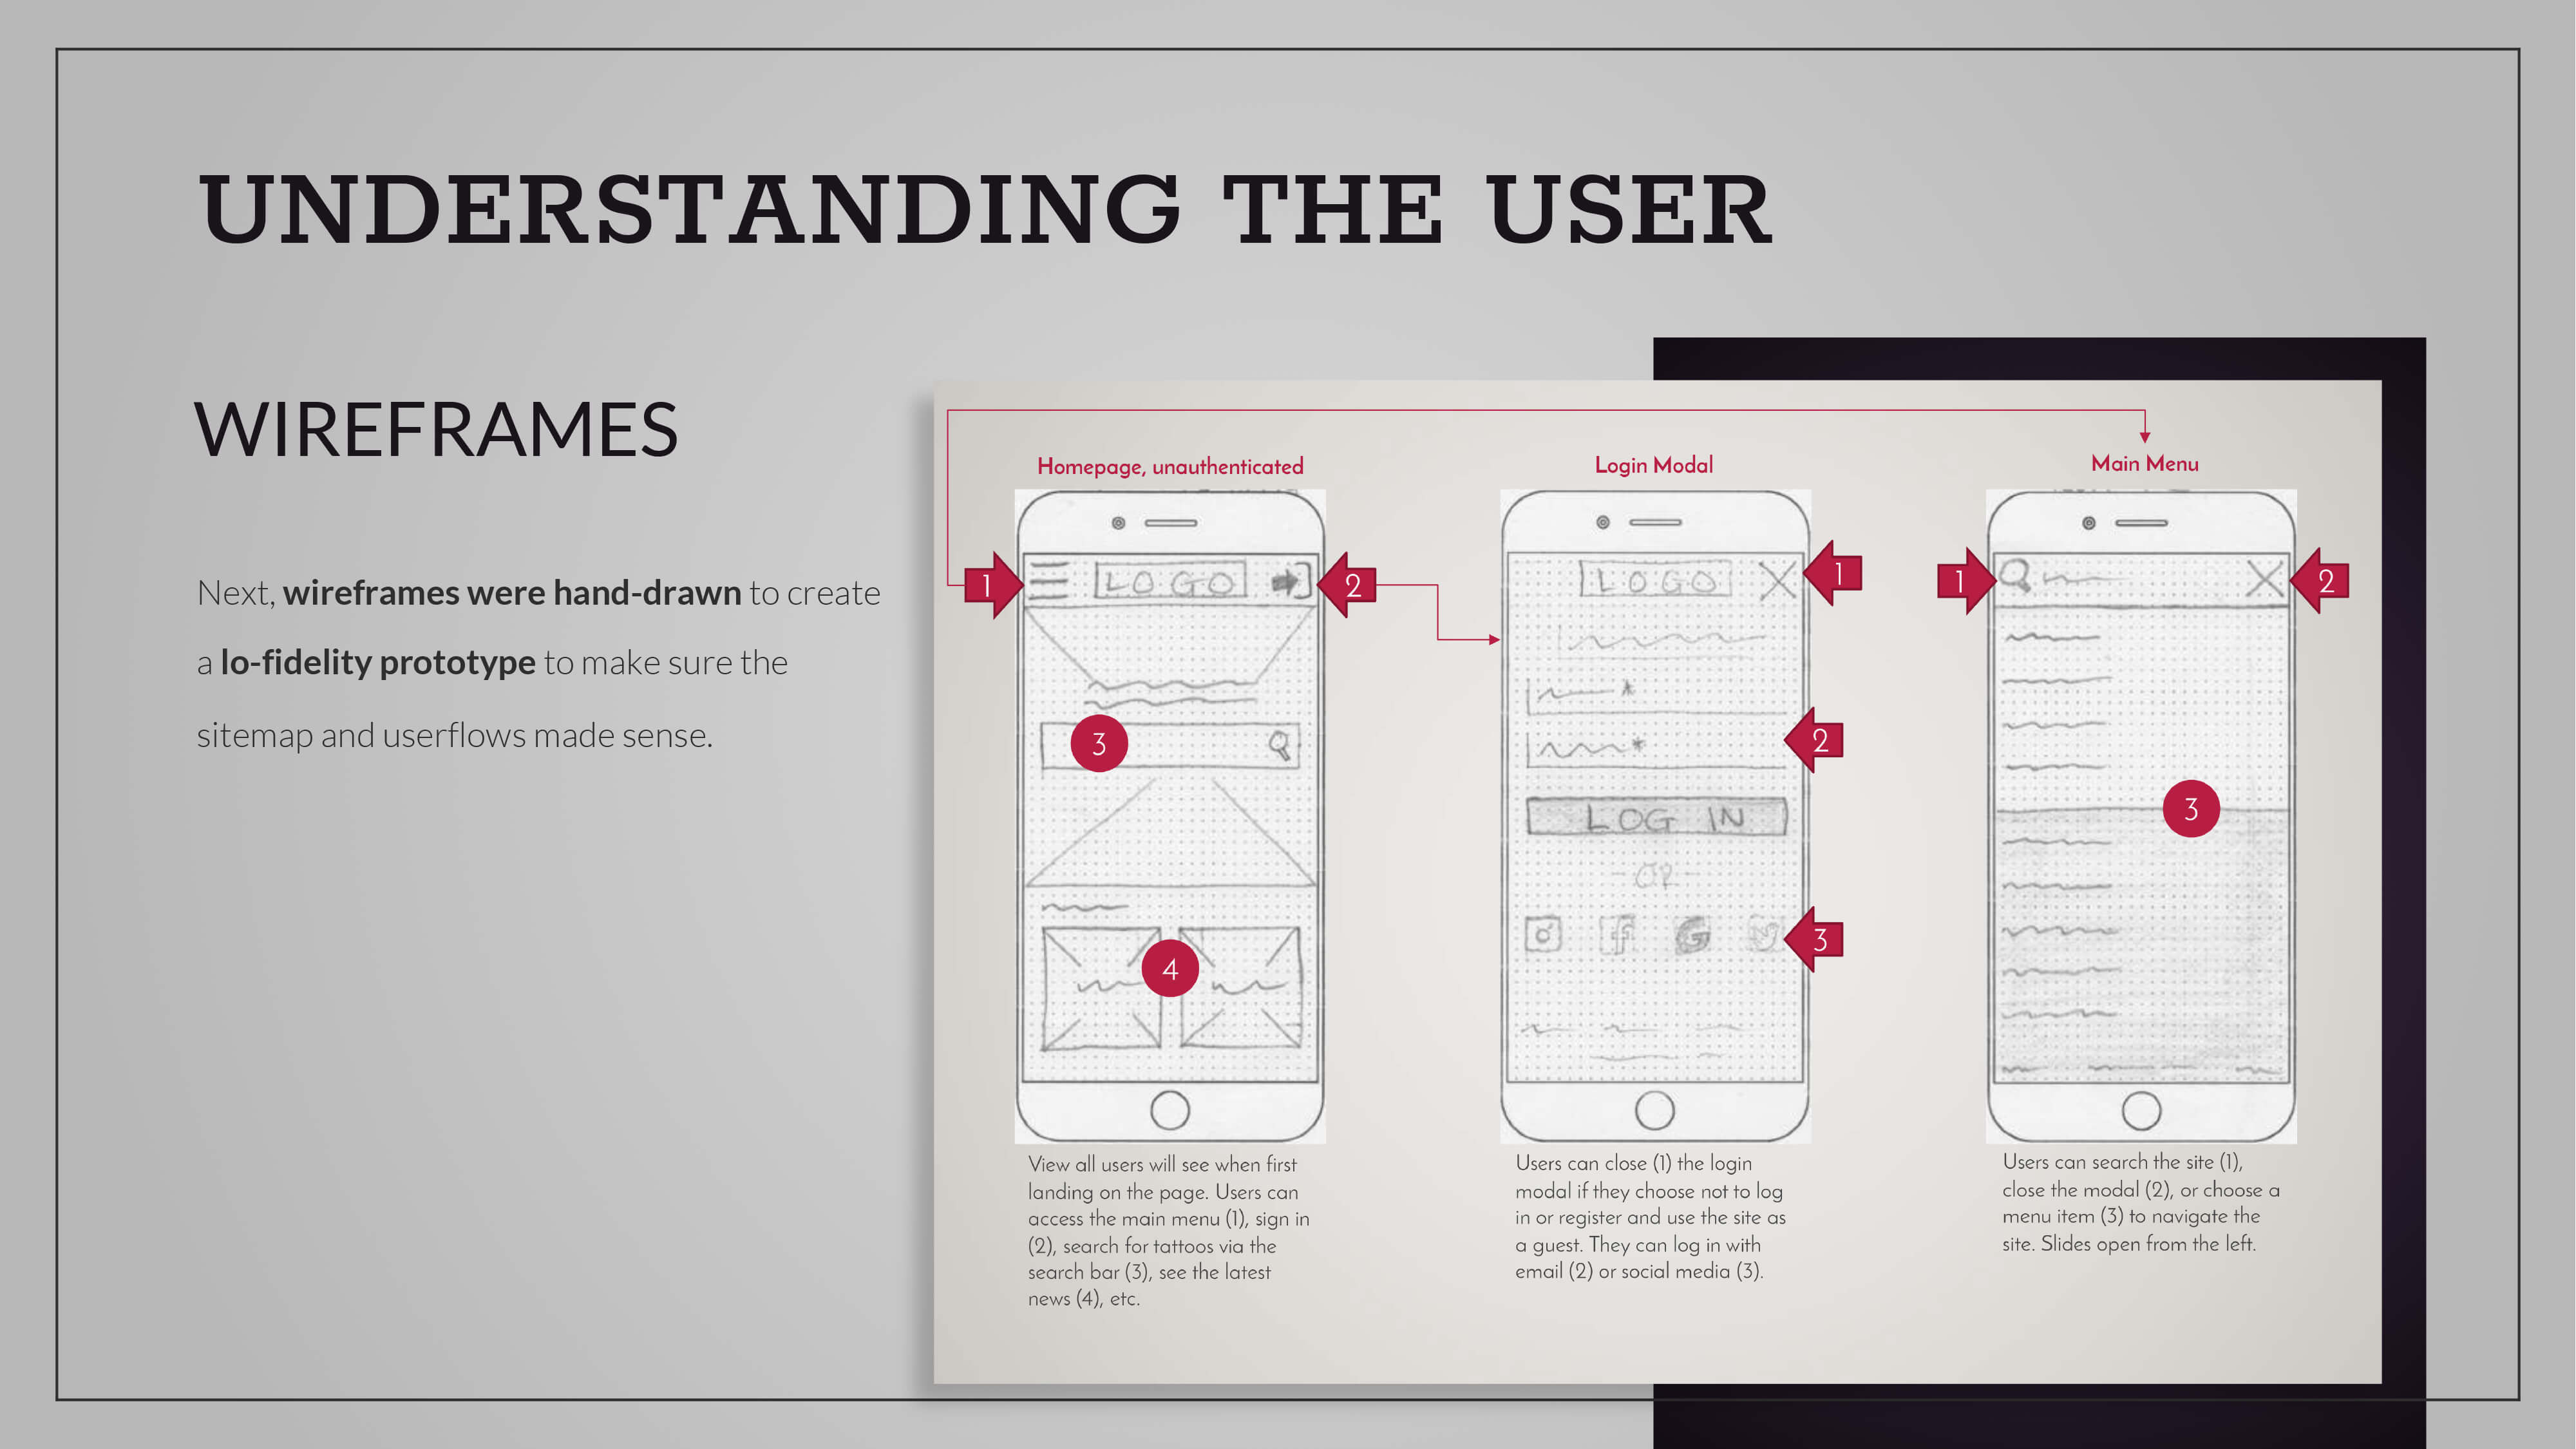 UNDERSTANDING THE USER
WIREFRAMES
Next, wireframes were hand-drawn to create
a lo-fidelity prototype to make sure the
sitemap and userflows made sense.
Homepage, unauthenticated
1
LOGO
2
3
4
View all users will see when first
landing on the page. Users can
access the main menu (1), sign in
(2), search for tattoos via the
search bar (3), see the latest
news (4), etc.
Login Modal
LOGO
1
2
LOG IN
-OR-
3
Users can close (1) the login
modal if they choose not to log
in or register and use the site as
a guest. They can log in with
email (2) or social media (3).
Main Menu
1
2
3
Users can search the site (1),
close the modal (2), or choose a
menu item (3) to navigate the
site. Slides open from the left.